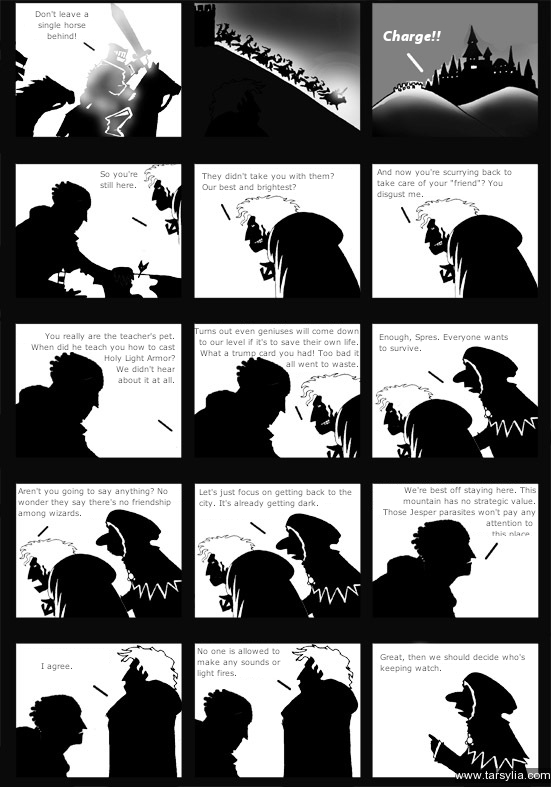 Don't leave a
single horse
behind!
Charge!!
So you're
still here.
They didn't take you with them?
Our best and brightest?
And now you're scurrying back to
take care of your "friend"? You
disgust me.
You really are the teacher's pet.
When did he teach you how to cast
Holy Light Armor?
We didn't hear
about it at all.
Turns out even geniuses will come down
to our level if it's to save their own life.
What a trump card you had! Too bad it
all went to waste.
Enough, Spres. Everyone wants
to survive.
Aren't you going to say anything? No
wonder they say there's no friendship
among wizards.
Let's just focus on getting back to the
city. It's already getting dark.
We're best off staying here. This
mountain has no strategic value.
Those Jesper parasites won't pay any
attention to
this place.
I agree.
No one is allowed to
make any sounds or
light fires.
Great, then we should decide who's
keeping watch.
www.tarsylia.com